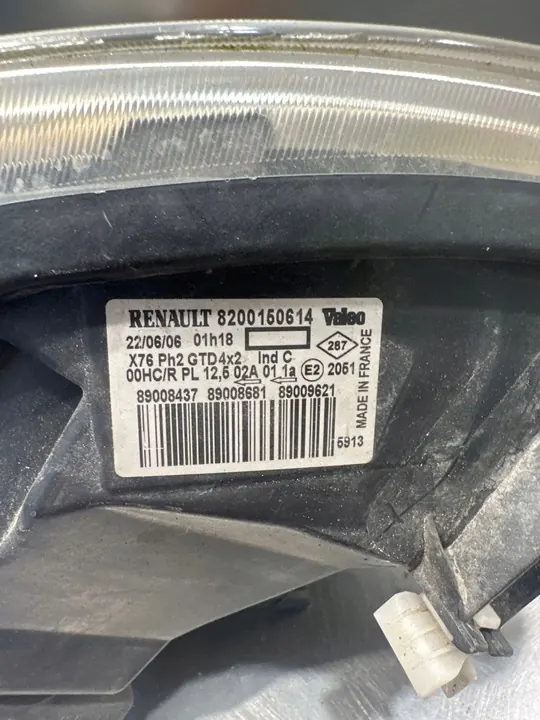 RENAULT 8200150614 Valeo
22/06/06 01h18
X76 Ph2 GTD4x2 Ind C
00HC/R PL 12,5 02A 01 1a E2 2051
287
89008437 89008681 89009621
5913
MADE IN FRANCE